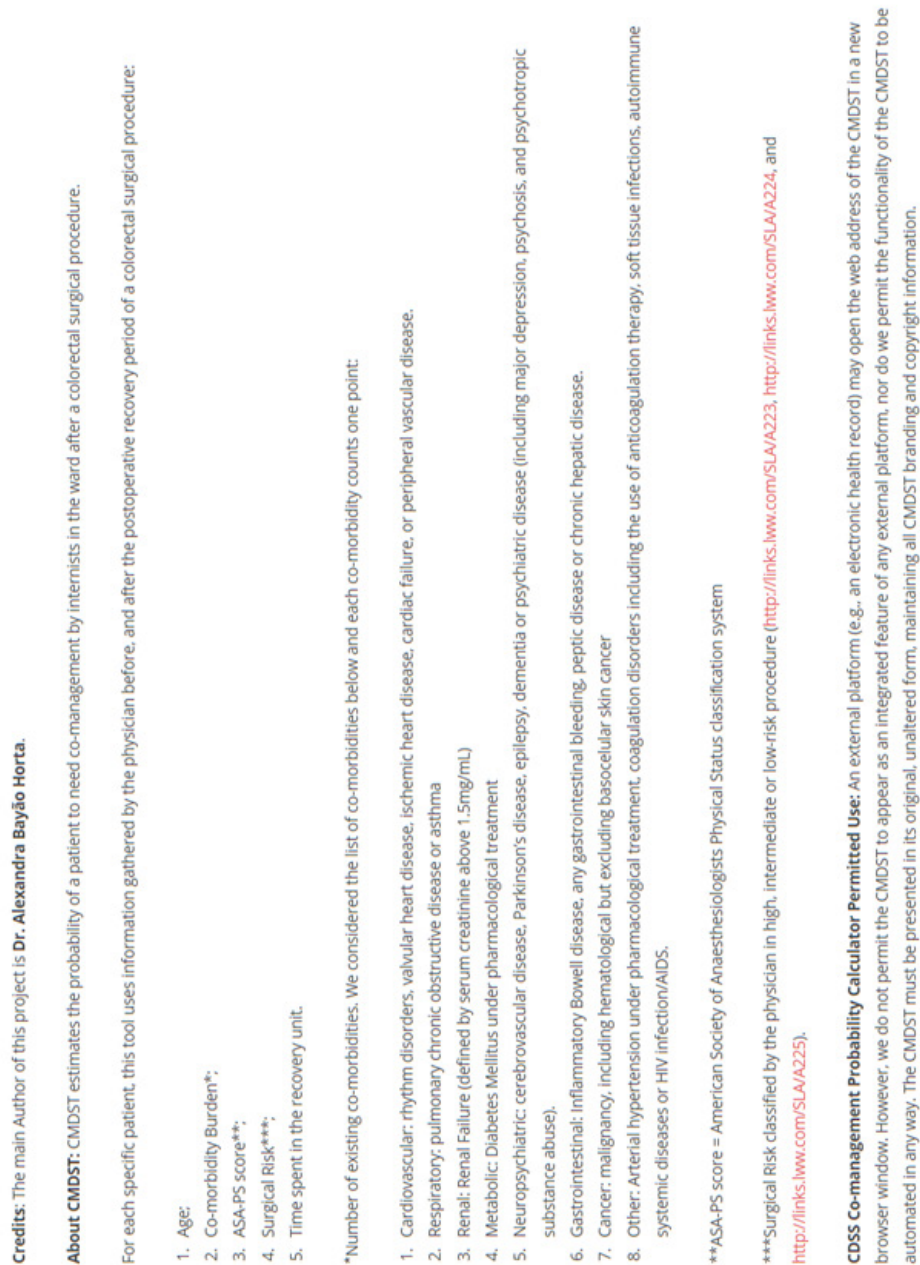 Credits: The main Author of this project is Dr. Alexandra Bayão Horta.
About CMDST: CMDST estimates the probability of a patient to need co-management by internists in the ward after a colorectal surgical procedure.
For each specific patient, this tool uses information gathered by the physician before, and after the postoperative recovery period of a colorectal surgical procedure:
1. Age;
2. Co-morbidity Burden*;
3. ASA-PS score**;
4. Surgical Risk***;
5. Time spent in the recovery unit.
*Number of existing co-morbidities. We considered the list of co-morbidities below and each co-morbidity counts one point:
1. Cardiovascular: rhythm disorders, valvular heart disease, ischemic heart disease, cardiac failure, or peripheral vascular disease.
2. Respiratory: pulmonary chronic obstructive disease or asthma
3. Renal: Renal Failure (defined by serum creatinine above 1.5mg/mL)
4. Metabolic: Diabetes Mellitus under pharmacological treatment
5. Neuropsychiatric: cerebrovascular disease, Parkinson's disease, epilepsy, dementia or psychiatric disease (including major depression, psychosis, and psychotropic
substance abuse).
6. Gastrointestinal: Inflammatory Bowell disease, any gastrointestinal bleeding, peptic disease or chronic hepatic disease.
7. Cancer: malignancy, including hematological but excluding basocelular skin cancer
8. Other: Arterial hypertension under pharmacological treatment, coagulation disorders including the use of anticoagulation therapy, soft tissue infections, autoimmune
systemic diseases or HIV infection/AIDS.
**ASA-PS score = American Society of Anaesthesiologists Physical Status classification system
***Surgical Risk classified by the physician in high, intermediate or low-risk procedure (http://links.lww.com/SLA/A223, http://links.lww.com/SLA/A224, and
http://links.lww.com/SLA/A225).
CDSS Co-management Probability Calculator Permitted Use: An external platform (e.g., an electronic health record) may open the web address of the CMDST in a new
browser window. However, we do not permit the CMDST to appear as an integrated feature of any external platform, nor do we permit the functionality of the CMDST to be
automated in any way. The CMDST must be presented in its original, unaltered form, maintaining all CMDST branding and copyright information.